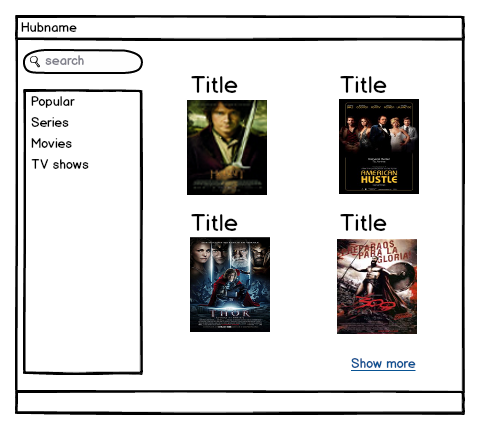 Hubname
search
Popular
Series
Movies
TV shows
Title
Title
AMERICAN
HUSTLE
Title
Title
THOR
PREPARAOS
PARA LA
GLORIA
300
Show more